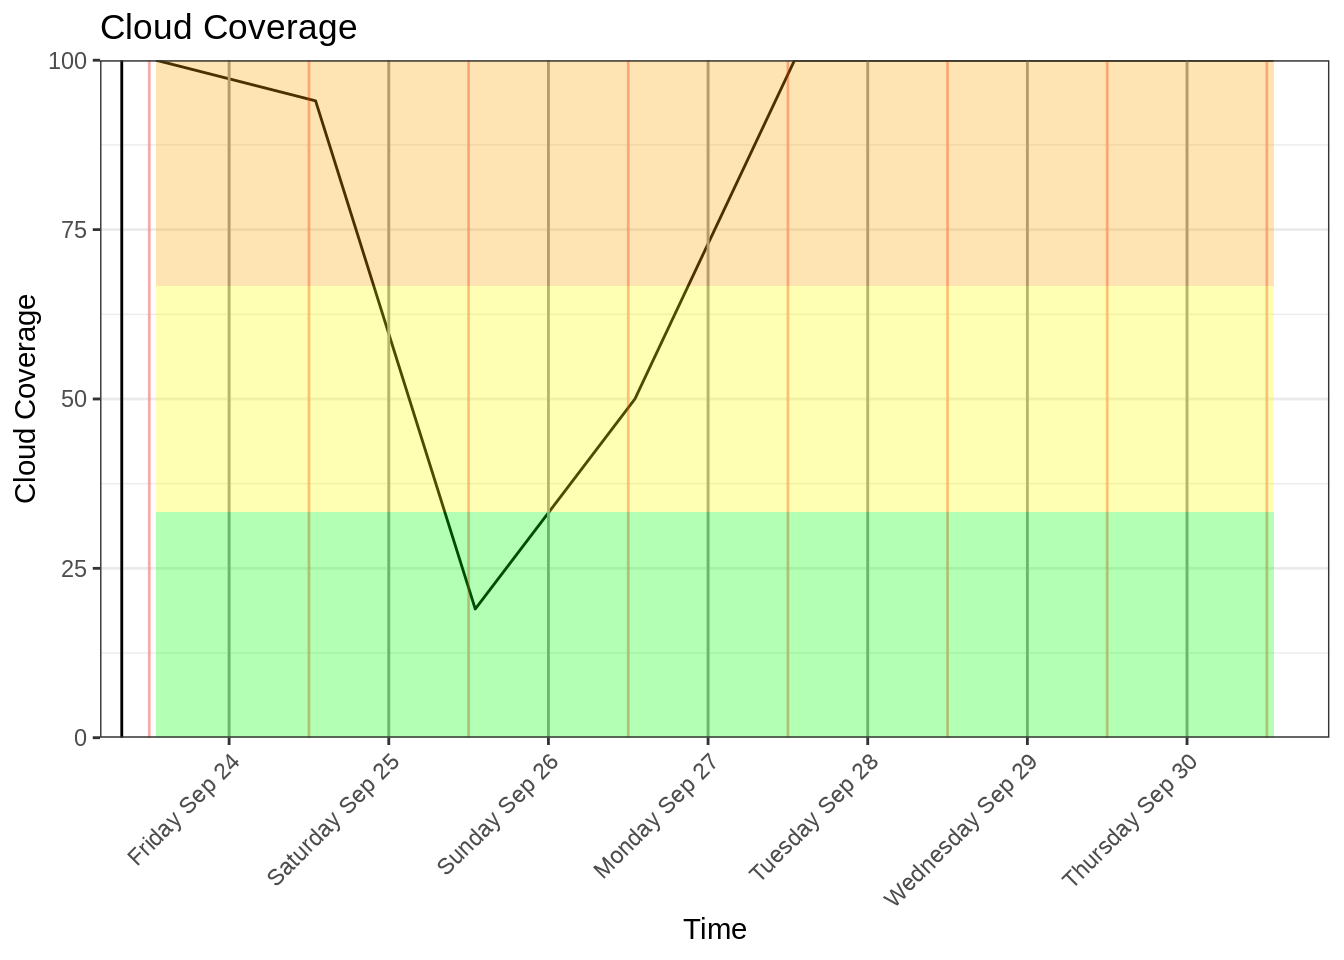 Cloud Coverage
100
75
50
25
0
Cloud Coverage
Friday Sep 24
Saturday Sep 25
Sunday Sep 26
Monday Sep 27
Tuesday Sep 28
Wednesday Sep 29
Thursday Sep 30
Time